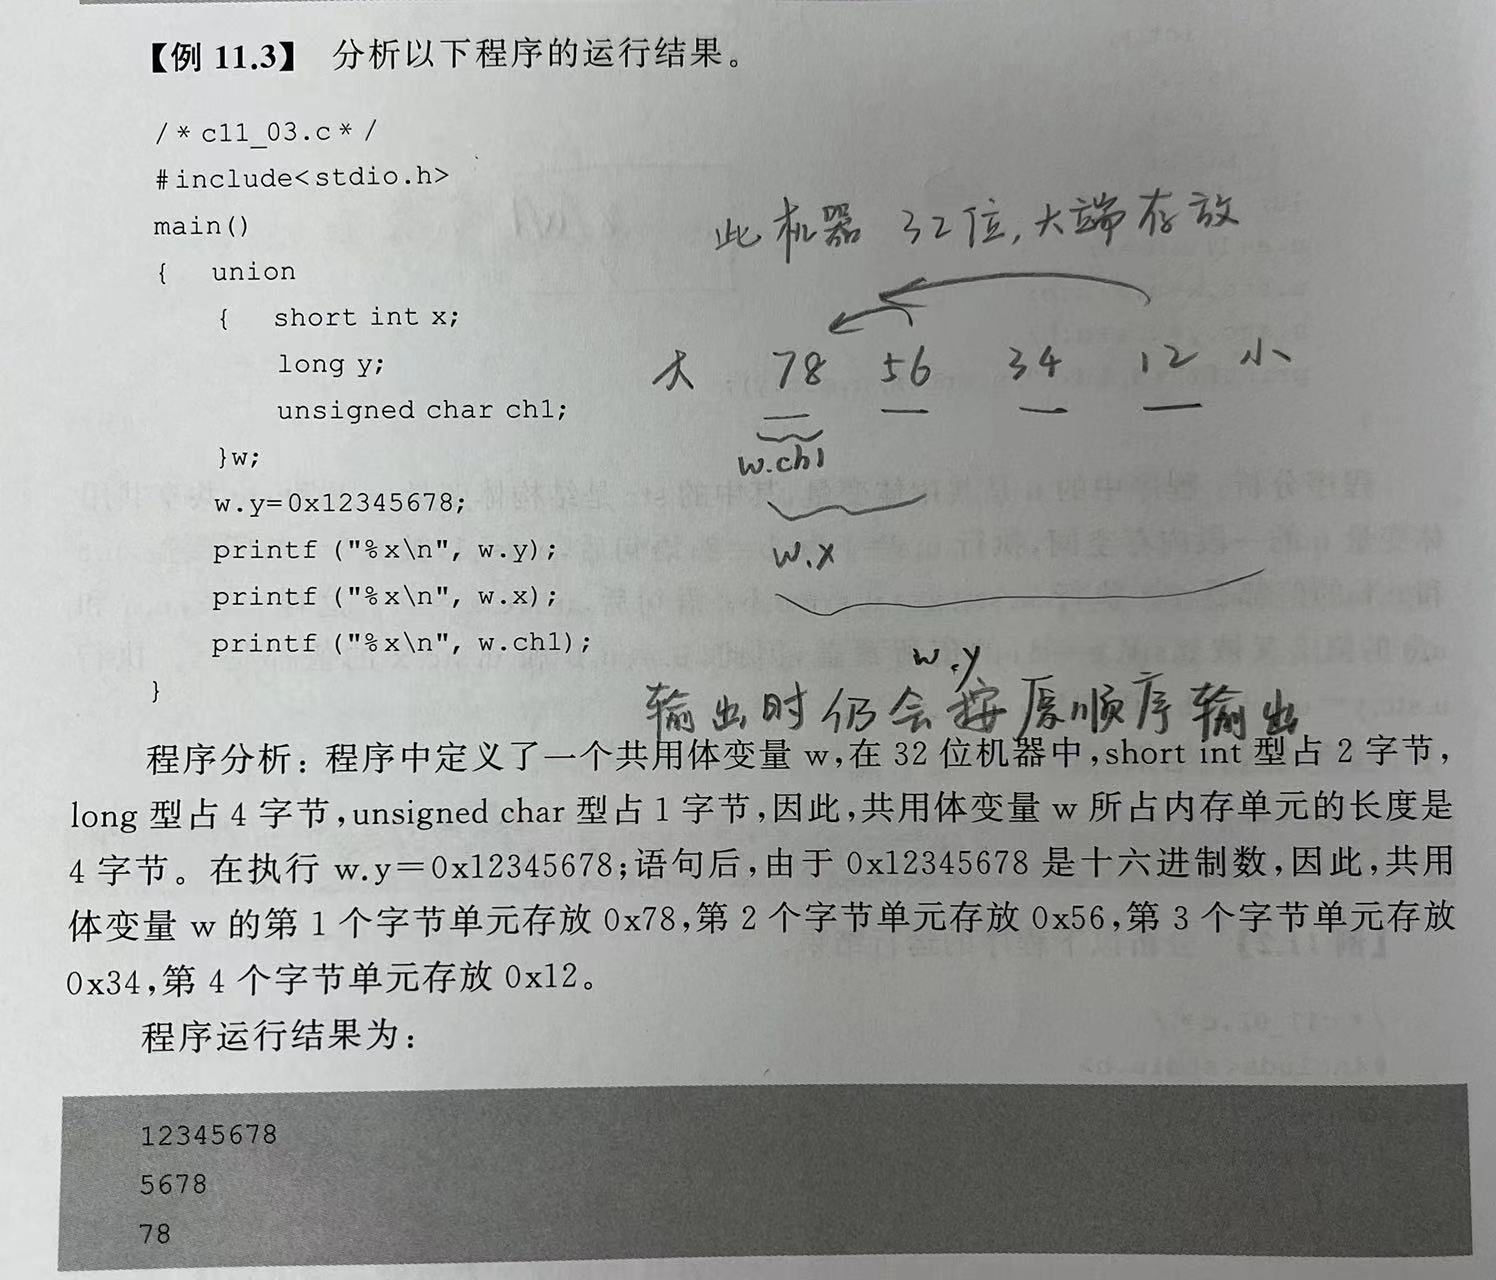 【例 11.3】 分析以下程序的运行结果。
/*c11_03.c*/
#include<stdio.h>
main()
此机器 32位,大端存放
{ union
{ short int x;
大 78 56 34 12 小
long y;
unsigned char ch1;
w.ch1
}w;
w.y=0x12345678;
printf ("%x\n", w.y);
w.x
printf ("%x\n", w.x);
printf ("%x\n", w.ch1);
w.y
}
输出时仍会按原顺序输出
程序分析：程序中定义了一个共用体变量 w,在 32 位机器中,short int 型占 2 字节,
long 型占 4 字节,unsigned char 型占 1 字节,因此,共用体变量 w 所占内存单元的长度是
4 字节。在执行 w.y=0x12345678;语句后,由于 0x12345678 是十六进制数,因此,共用
体变量 w 的第 1 个字节单元存放 0x78,第 2 个字节单元存放 0x56,第 3 个字节单元存放
0x34,第 4 个字节单元存放 0x12。
程序运行结果为：
12345678
5678
78